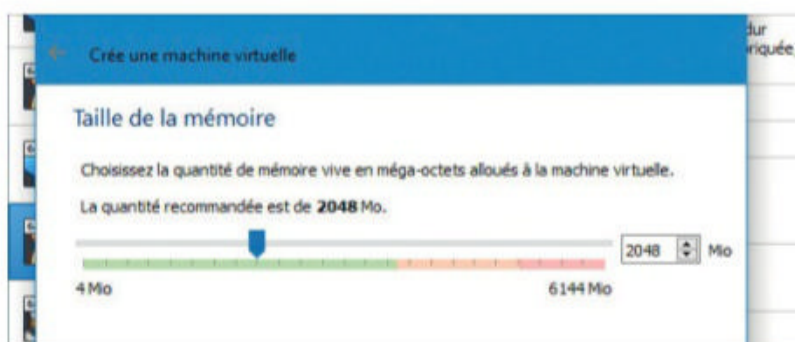 dur
Crée une machine virtuelle
Taille de la mémoire
Choisissez la quantité de mémoire vive en méga-octets alloués à la machine virtuelle.
La quantité recommandée est de 2048 Mo.
2048 Mio
4 Mio 6144 Mio